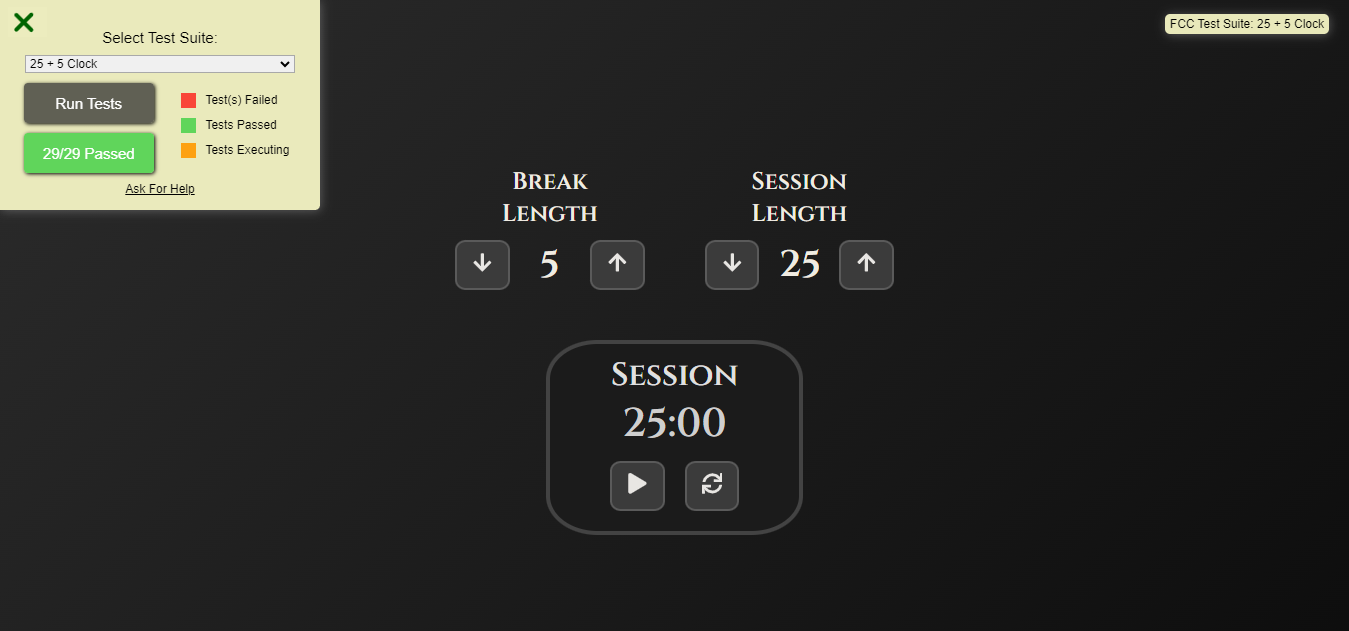 Select Test Suite:
25 + 5 Clock
Run Tests
29/29 Passed
Test(s) Failed
Tests Passed
Tests Executing
Ask For Help
FCC Test Suite: 25 + 5 Clock
Break
Length
5
Session
Length
25
Session
25:00